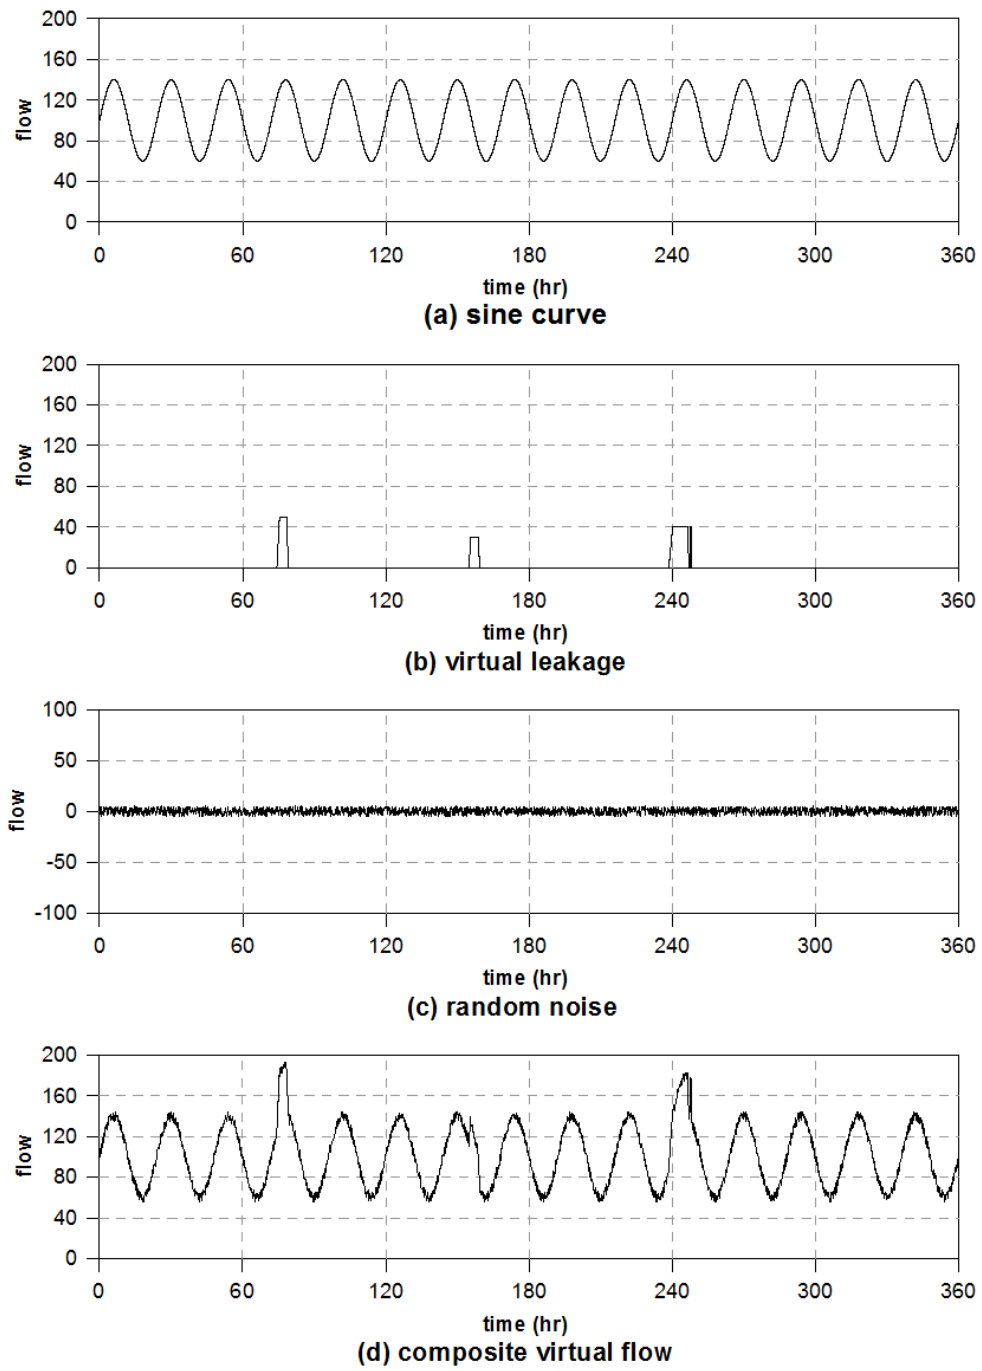 200
160
120
80
40
0
flow
0 60 120 180 240 300 360
time (hr)
(a) sine curve
200
160
120
80
40
0
flow
0 60 120 180 240 300 360
time (hr)
(b) virtual leakage
100
50
0
-50
-100
flow
0 60 120 180 240 300 360
time (hr)
(c) random noise
200
160
120
80
40
0
flow
0 60 120 180 240 300 360
time (hr)
(d) composite virtual flow